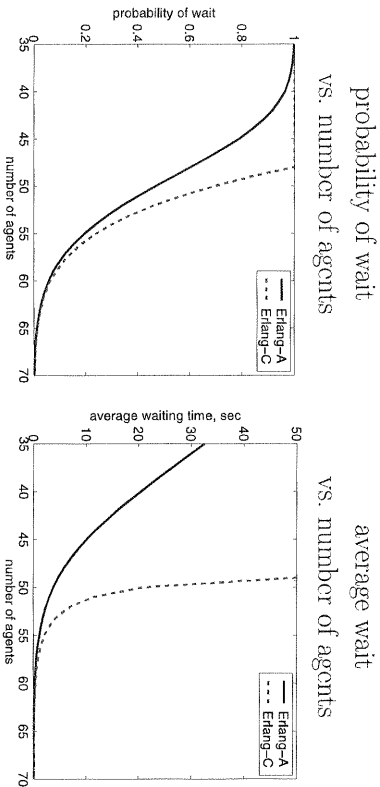 probability of wait
vs. number of agents
1
0.8
0.6
0.4
0.2
0
probability of wait
35 40 45 50 55 60 65 70
number of agents
Erlang−A
Erlang−C
average wait
vs. number of agents
50
40
30
20
10
0
average waiting time, sec
35 40 45 50 55 60 65 70
number of agents
Erlang−A
Erlang−C